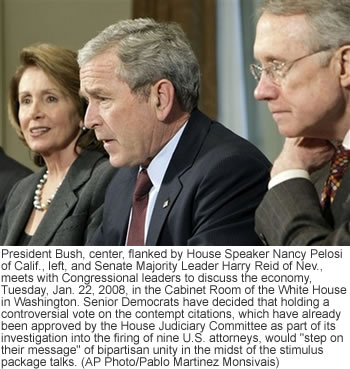 President Bush, center, flanked by House Speaker Nancy Pelosi
of Calif., left, and Senate Majority Leader Harry Reid of Nev.,
meets with Congressional leaders to discuss the economy,
Tuesday, Jan. 22, 2008, in the Cabinet Room of the White House
in Washington. Senior Democrats have decided that holding a
controversial vote on the contempt citations, which have already
been approved by the House Judiciary Committee as part of its
investigation into the firing of nine U.S. attorneys, would "step on
their message" of bipartisan unity in the midst of the stimulus
package talks. (AP Photo/Pablo Martinez Monsivais)